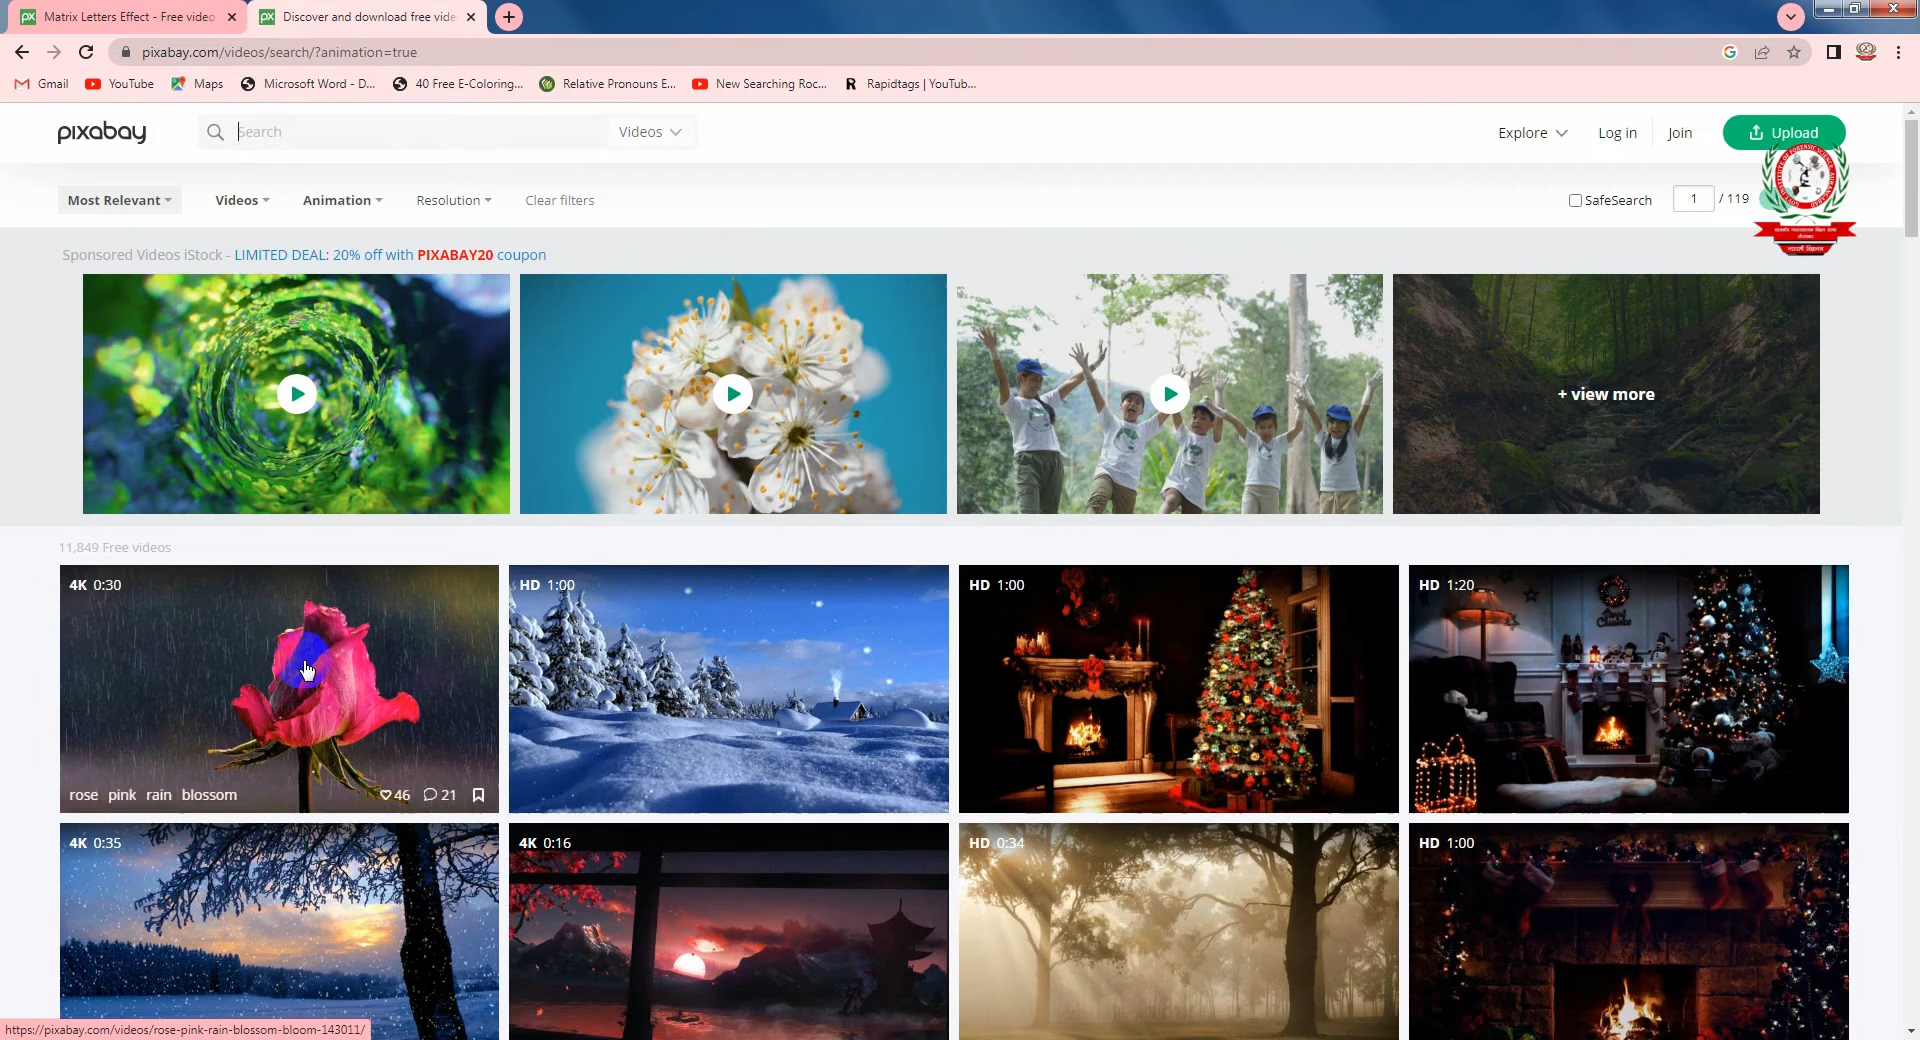 Matrix Letters Effect - Free video
Discover and download free vide
pixabay.com/videos/search/?animation=true
Gmail
YouTube
Maps
Microsoft Word - D...
40 Free E-Coloring...
Relative Pronouns E...
New Searching Roc...
R Rapidtags | YouTub...
pixabay
Search
Videos
Explore
Log in
Join
Upload
Most Relevant
Videos
Animation
Resolution
Clear filters
SafeSearch
1 / 119
Sponsored Videos iStock - LIMITED DEAL: 20% off with PIXABAY20 coupon
+ view more
11,849 Free videos
4K 0:30
HD 1:00
HD 1:00
HD 1:20
rose pink rain blossom
46 21
4K 0:35
4K 0:16
HD 0:34
HD 1:00
https://pixabay.com/videos/rose-pink-rain-blossom-bloom-143011/